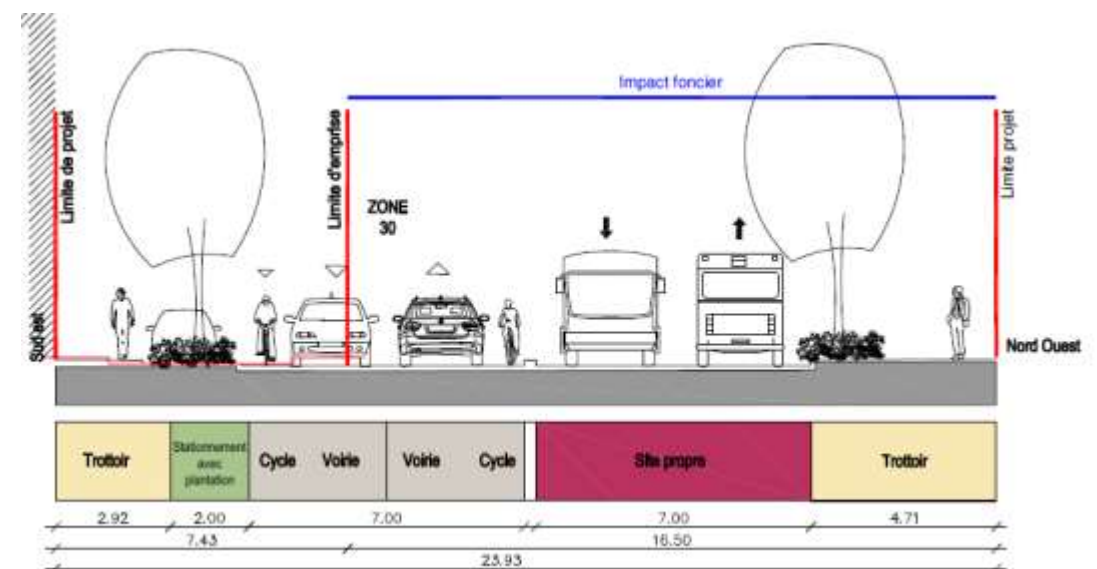 Impact foncier
Limite de projet
Limite d'emprise
Limite projet
ZONE
30
Sud-est
Nord Ouest
Trottoir
Stationnement
avec
plantation
Cycle
Voirie
Voirie
Cycle
Site propre
Trottoir
2.92
2.00
7.00
7.00
4.71
7.43
16.50
23.93